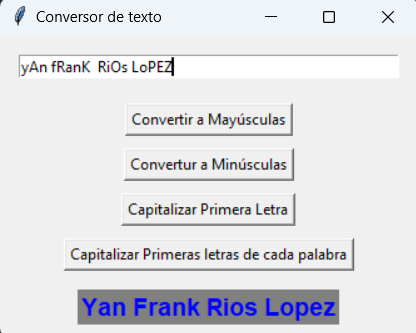 Conversor de texto
yAn fRanK  RiOs LoPEZ
Convertir a Mayúsculas
Convertur a Minúsculas
Capitalizar Primera Letra
Capitalizar Primeras letras de cada palabra
Yan Frank Rios Lopez